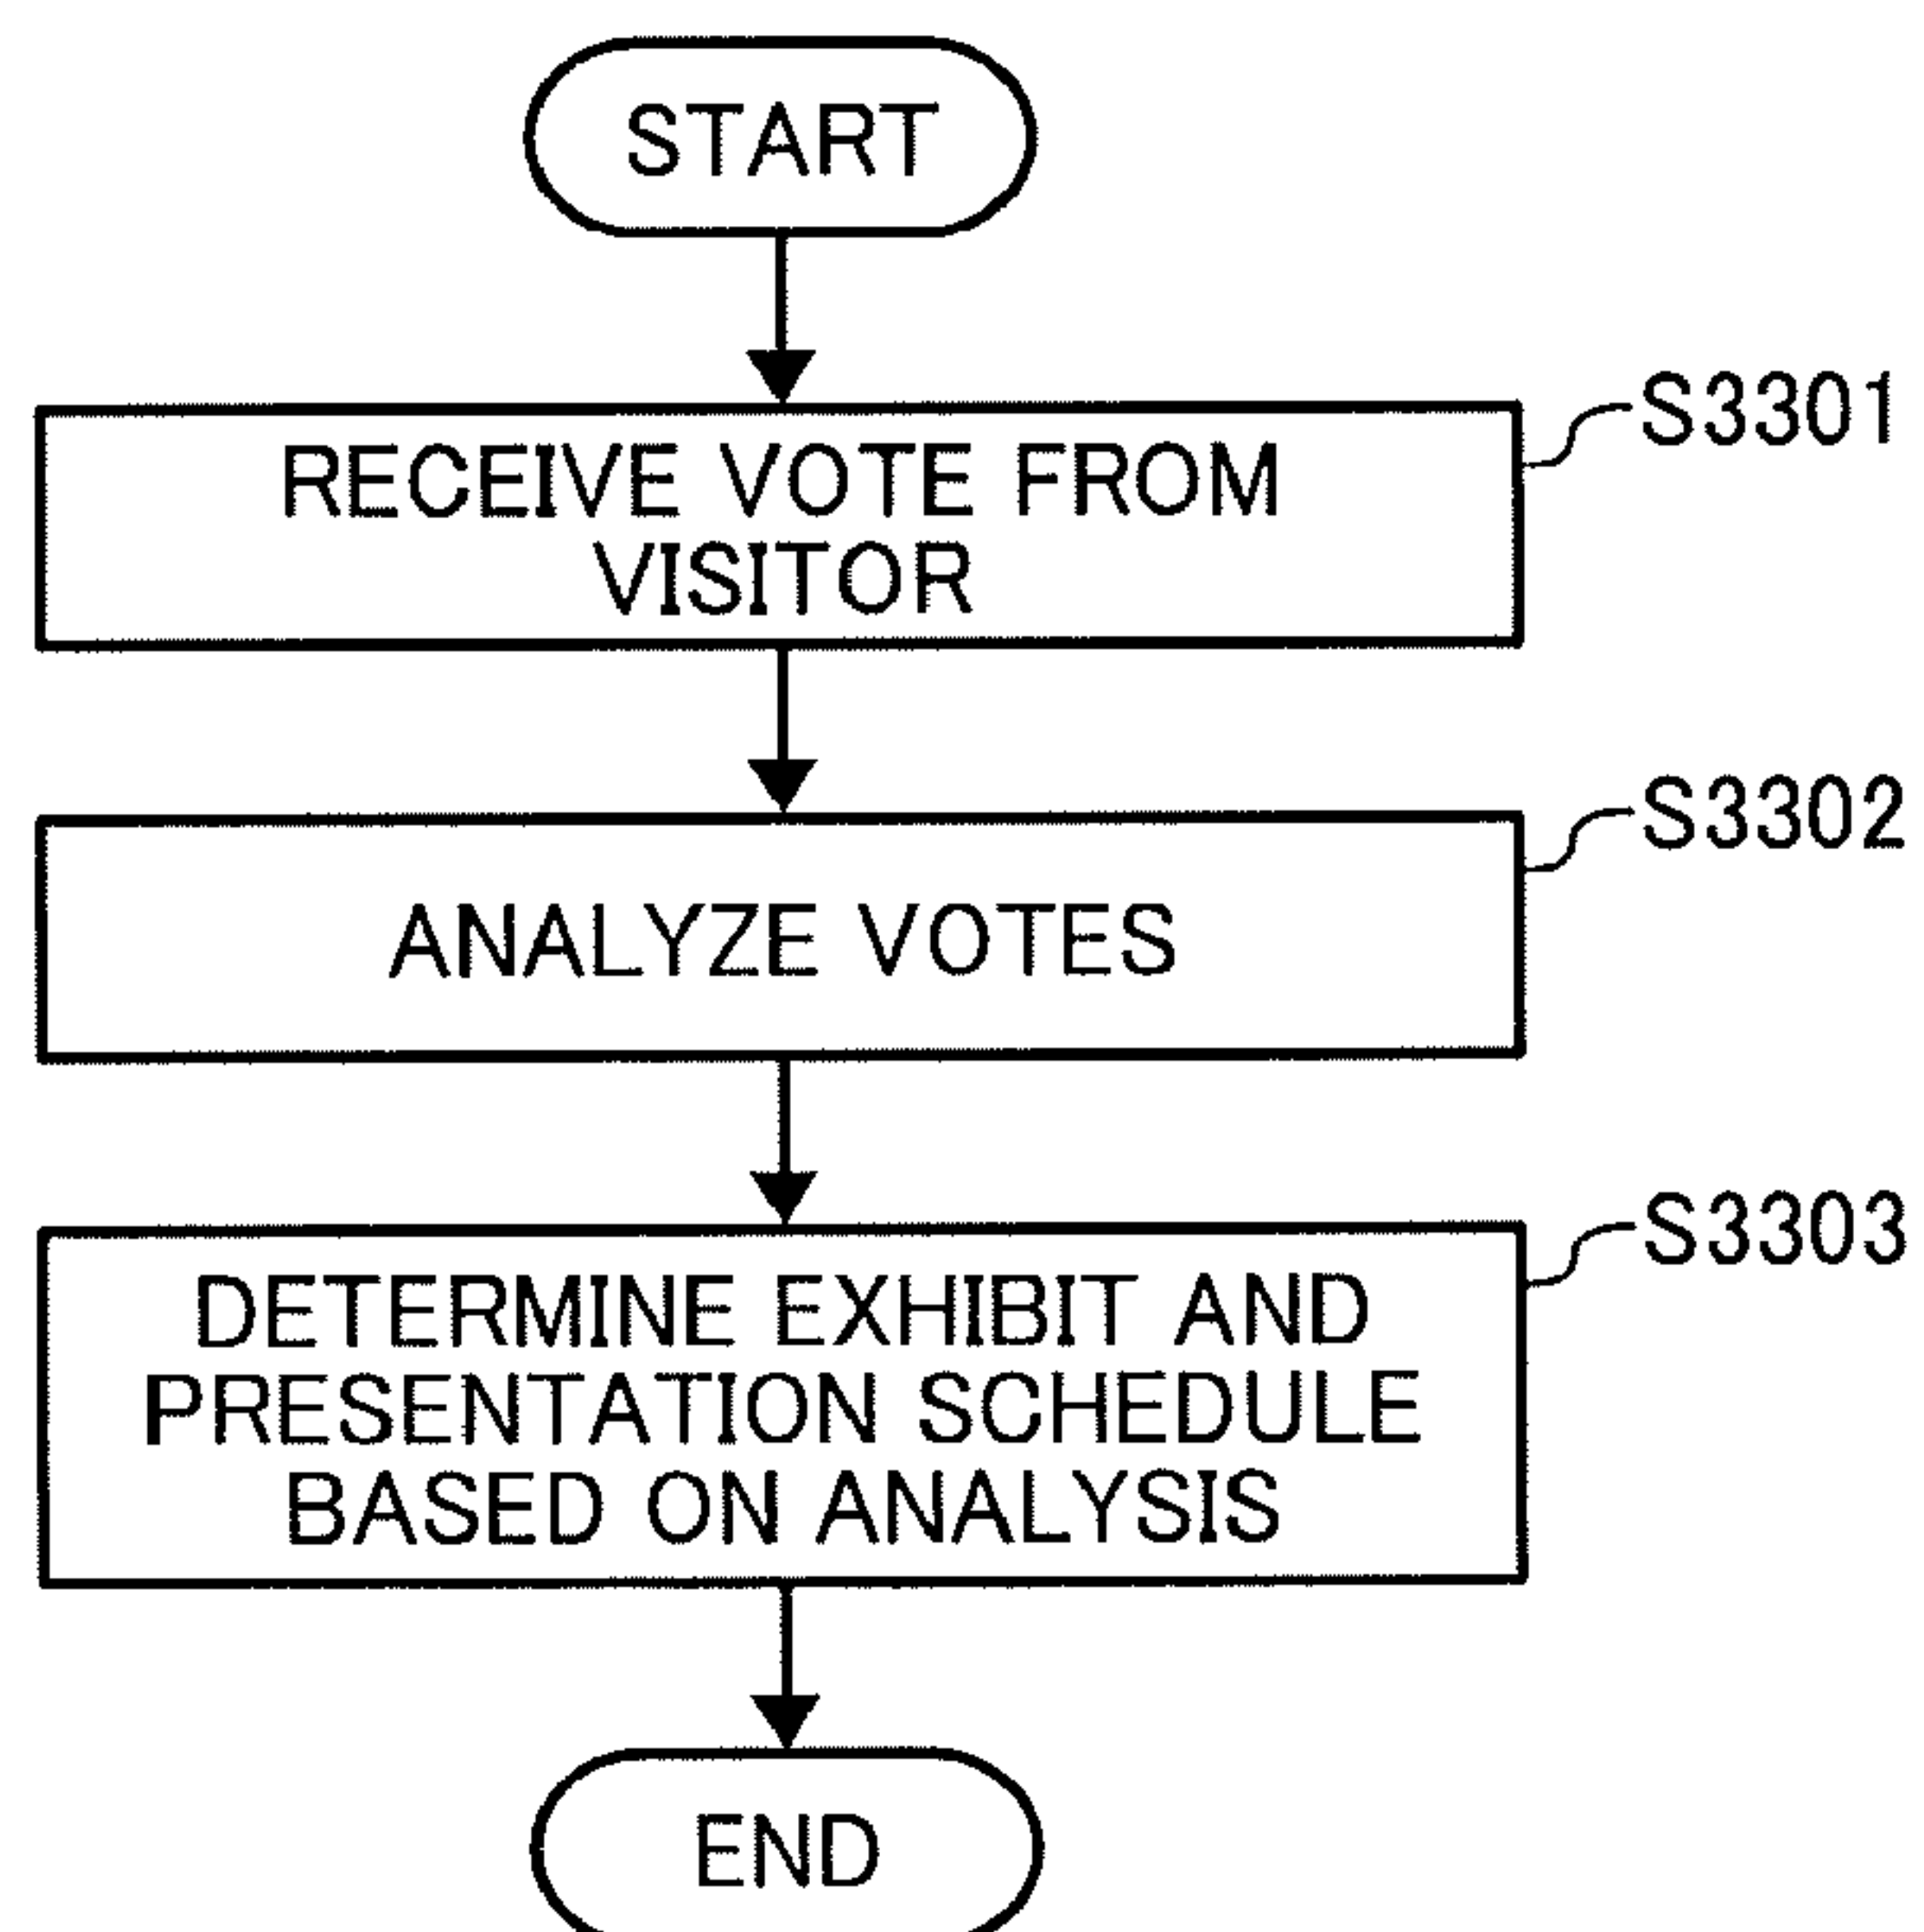 START
S3301
RECEIVE VOTE FROM
VISITOR
S3302
ANALYZE VOTES
S3303
DETERMINE EXHIBIT AND
PRESENTATION SCHEDULE
BASED ON ANALYSIS
END